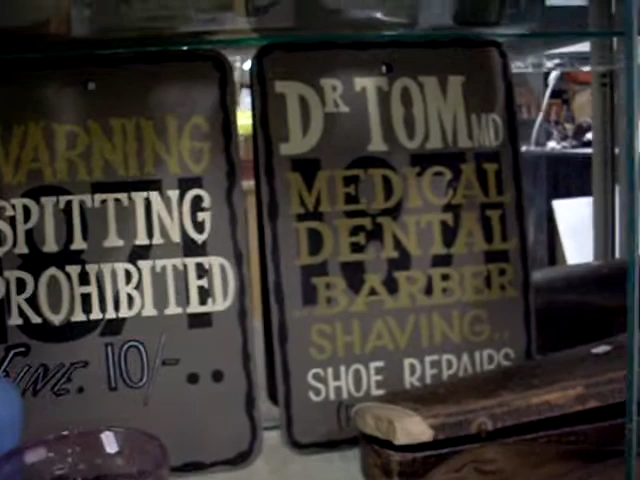 WARNING
SPITTING
PROHIBITED
FINE. 10/-..
DR TOM MD
MEDICAL
DENTAL
BARBER
SHAVING..
SHOE REPAIRS